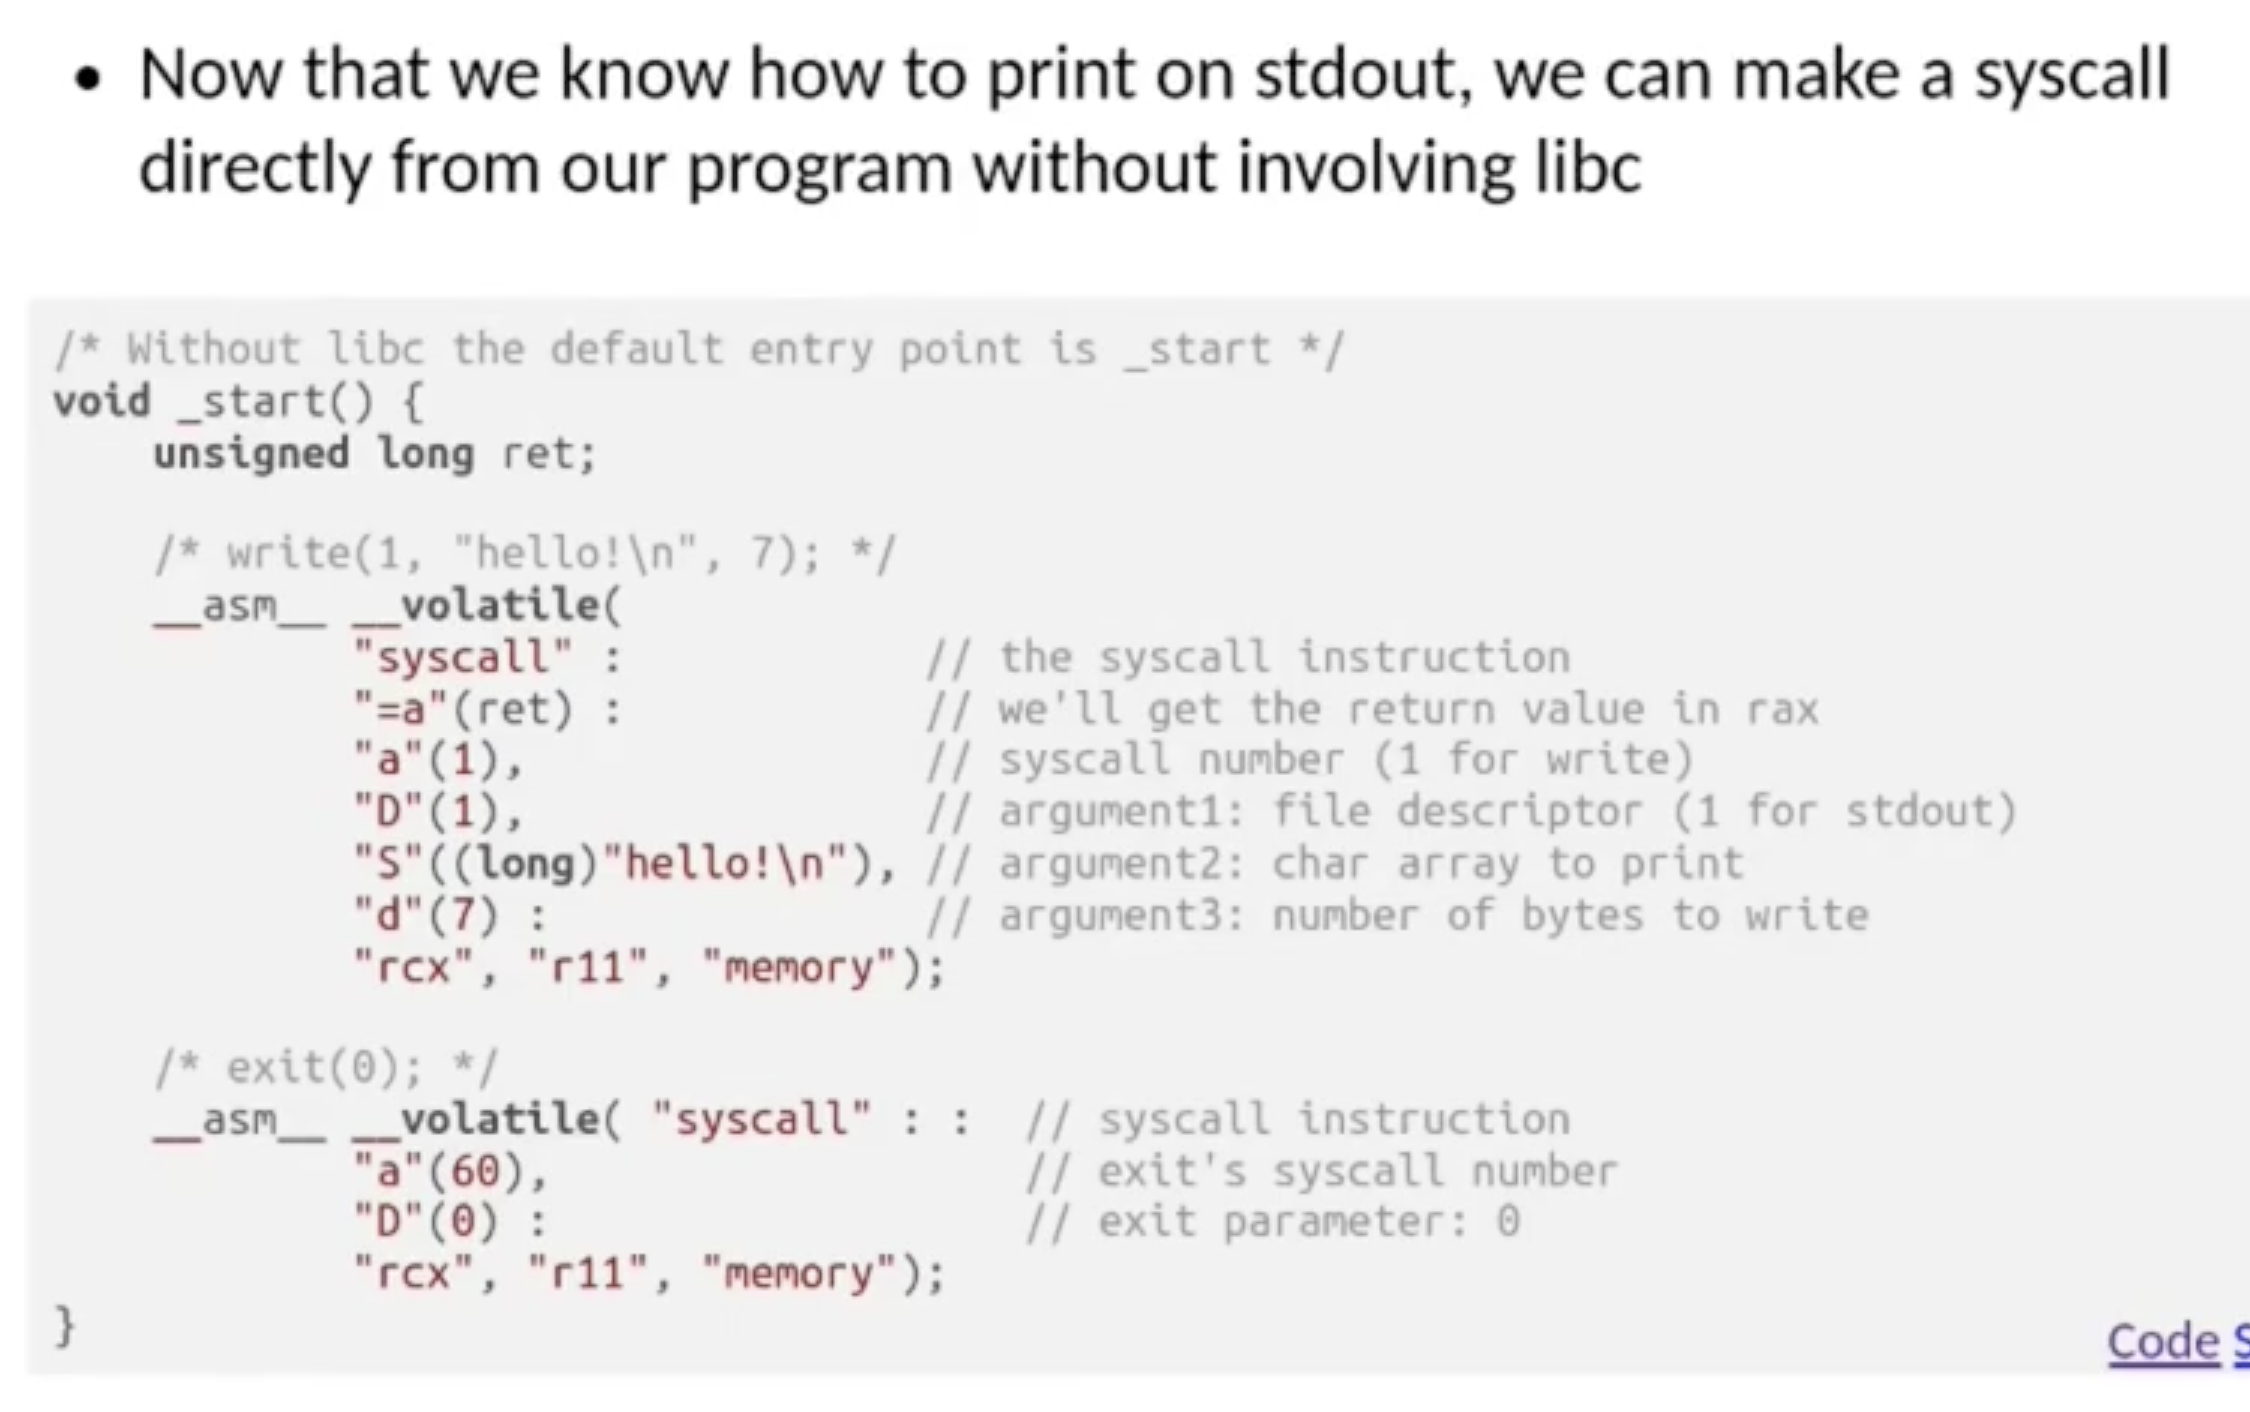 • Now that we know how to print on stdout, we can make a syscall
directly from our program without involving libc
/* Without libc the default entry point is _start */
void _start() {
    unsigned long ret;
    /* write(1, "hello!\n", 7); */
    __asm__ __volatile(
            "syscall" :            // the syscall instruction
            "=a"(ret) :            // we'll get the return value in rax
            "a"(1),                // syscall number (1 for write)
            "D"(1),                // argument1: file descriptor (1 for stdout)
            "S"((long)"hello!\n"), // argument2: char array to print
            "d"(7) :               // argument3: number of bytes to write
            "rcx", "r11", "memory");
    /* exit(0); */
    __asm__ __volatile( "syscall" : :  // syscall instruction
            "a"(60),                   // exit's syscall number
            "D"(0) :                   // exit parameter: 0
            "rcx", "r11", "memory");
}
Code